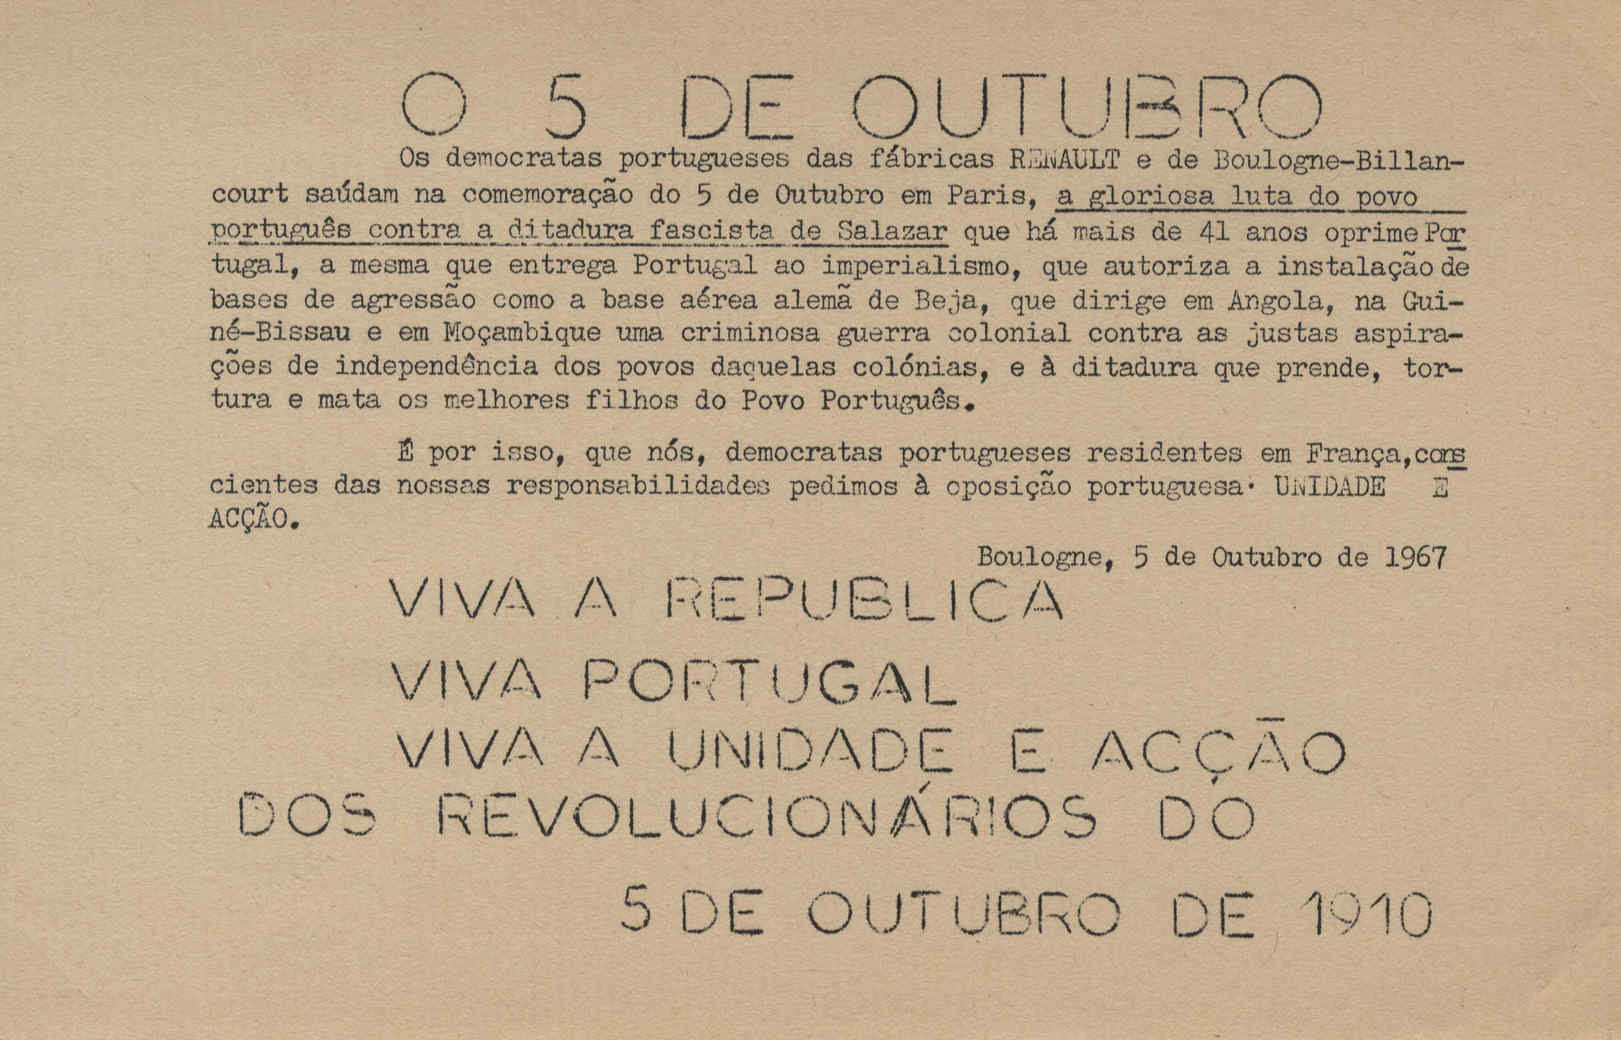 O 5 DE OUTUBRO
Os democratas portugueses das fábricas RENAULT e de Boulogne-Billan-
court saúdam na comemoração do 5 de Outubro em Paris, a gloriosa luta do povo
português contra a ditadura fascista de Salazar que há mais de 41 anos oprime Por
tugal, a mesma que entrega Portugal ao imperialismo, que autoriza a instalação de
bases de agressão como a base aérea alemã de Beja, que dirige em Angola, na Gui-
né-Bissau e em Moçambique uma criminosa guerra colonial contra as justas aspira-
ções de independência dos povos daquelas colónias, e à ditadura que prende, tor-
tura e mata os melhores filhos do Povo Português.
É por isso, que nós, democratas portugueses residentes em França,cons
cientes das nossas responsabilidades pedimos à oposição portuguesa: UNIDADE E
ACÇÃO.
Boulogne, 5 de Outubro de 1967
VIVA A REPUBLICA
VIVA PORTUGAL
VIVA A UNIDADE E ACÇÃO
DOS REVOLUCIONÁRIOS DO
5 DE OUTUBRO DE 1910